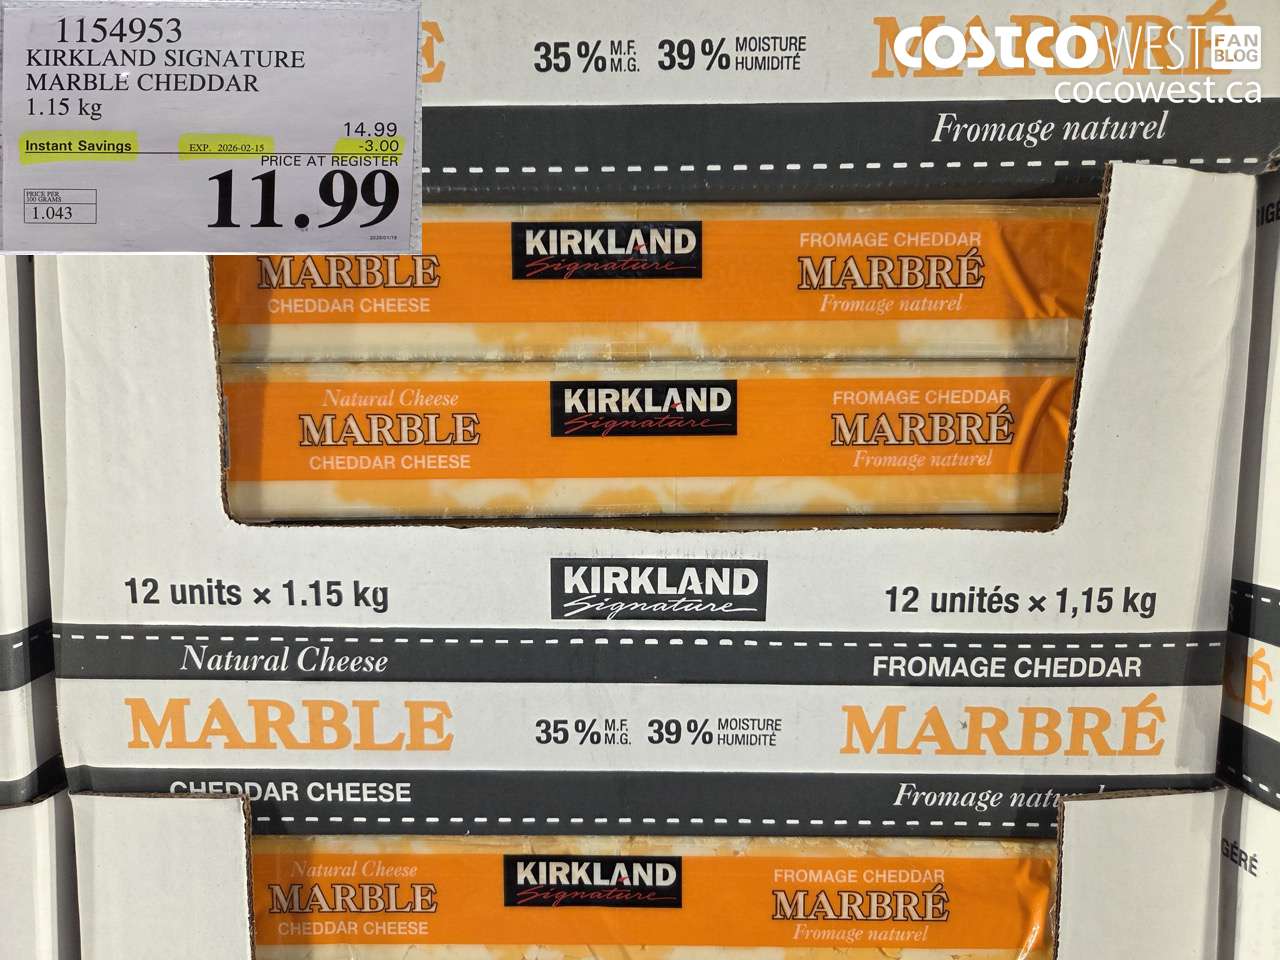 1154953
KIRKLAND SIGNATURE
MARBLE CHEDDAR
1.15 kg
14.99
Instant Savings EXP. 2026-02-15 -3.00
PRICE AT REGISTER
11.99
PRICE PER
100 GRAMS
1.043
35% M.F. M.G. 39% MOISTURE HUMIDITÉ
MARBRÉ
COSTCO WEST FAN BLOG
cocowest.ca
Fromage naturel
KIRKLAND
Signature
MARBLE
CHEDDAR CHEESE
FROMAGE CHEDDAR
MARBRÉ
Fromage naturel
Natural Cheese
MARBLE
CHEDDAR CHEESE
KIRKLAND
Signature
FROMAGE CHEDDAR
MARBRÉ
Fromage naturel
12 units × 1.15 kg
KIRKLAND
Signature
12 unités × 1,15 kg
Natural Cheese
FROMAGE CHEDDAR
MARBLE
35% M.F. M.G. 39% MOISTURE HUMIDITÉ
MARBRÉ
CHEDDAR CHEESE
Fromage natu
Natural Cheese
MARBLE
CHEDDAR CHEESE
KIRKLAND
Signature
FROMAGE CHEDDAR
MARBRÉ
Fromage naturel
GÉRÉ